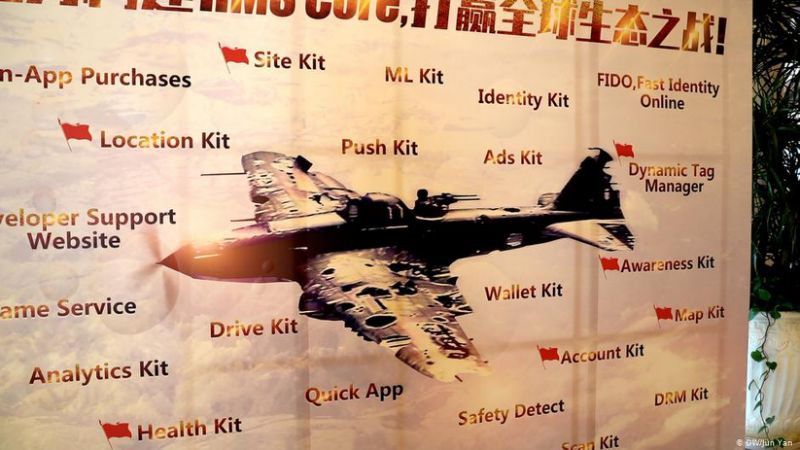 HMS Core,打赢全球生态之战!
n-App Purchases
Site Kit
ML Kit
Identity Kit
FIDO,Fast Identity
Online
Location Kit
Push Kit
Ads Kit
Dynamic Tag
Manager
veloper Support
Website
Awareness Kit
Wallet Kit
ame Service
Drive Kit
Map Kit
Account Kit
Analytics Kit
Quick App
Safety Detect
DRM Kit
Health Kit
Scan Kit
© DW/Jun Yan